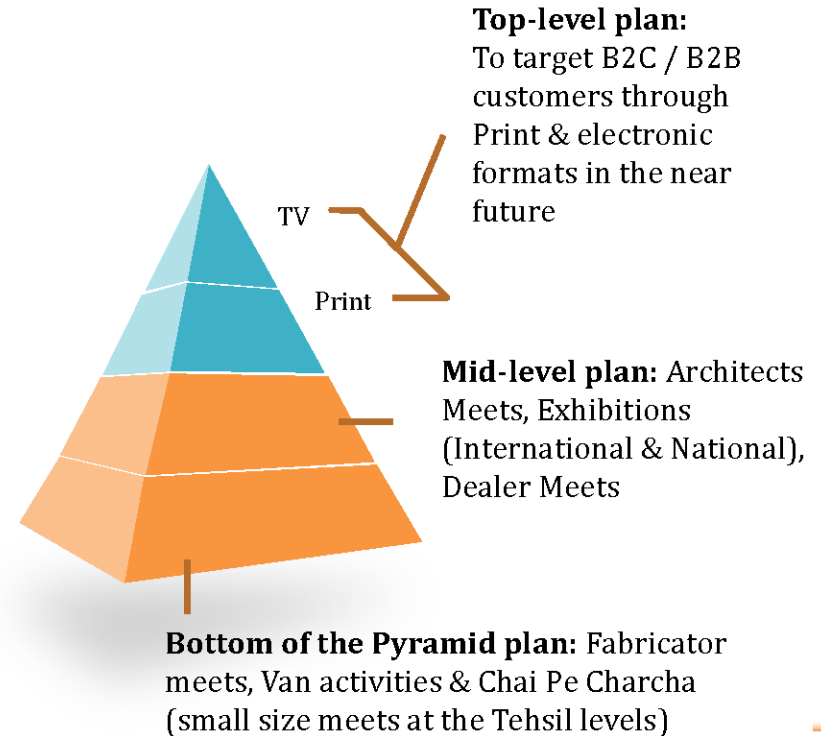 Top-level plan:
To target B2C / B2B
customers through
Print & electronic
formats in the near
future
TV
Print
Mid-level plan: Architects
Meets, Exhibitions
(International & National),
Dealer Meets
Bottom of the Pyramid plan: Fabricator
meets, Van activities & Chai Pe Charcha
(small size meets at the Tehsil levels)